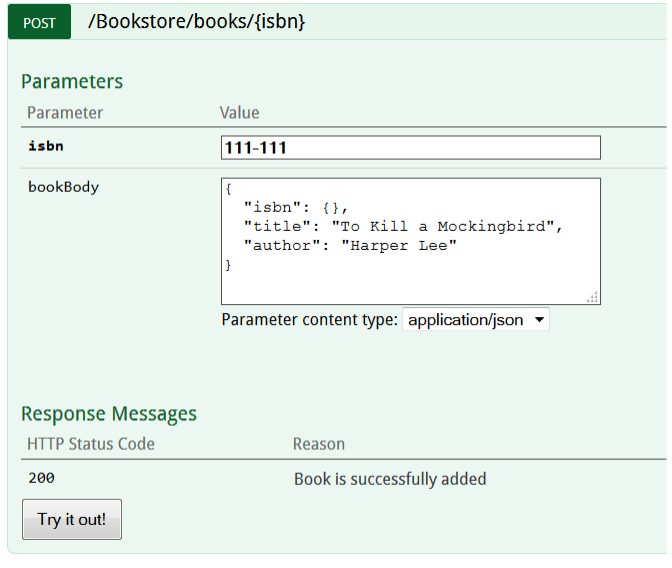 POST /Bookstore/books/{isbn}
Parameters
Parameter Value
isbn 111-111
bookBody {
"isbn": {},
"title": "To Kill a Mockingbird",
"author": "Harper Lee"
}
Parameter content type: application/json
Response Messages
HTTP Status Code Reason
200 Book is successfully added
Try it out!